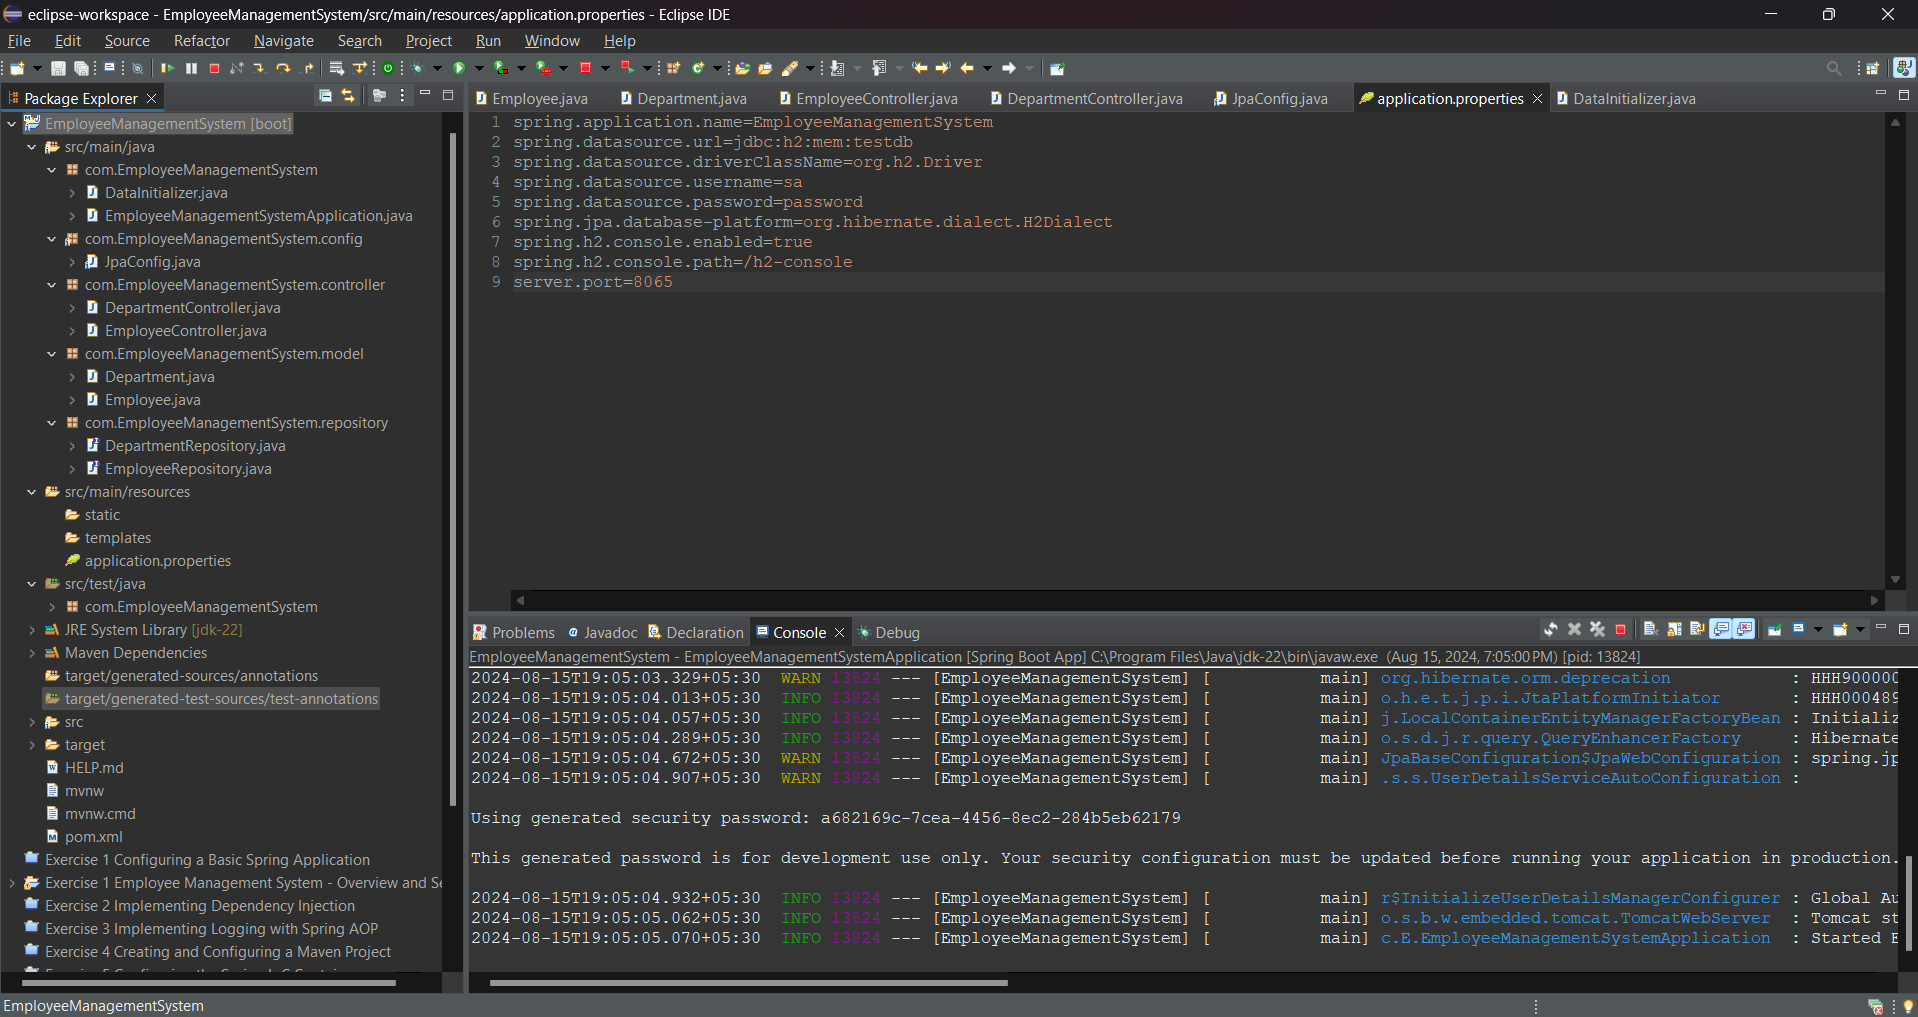 eclipse-workspace - EmployeeManagementSystem/src/main/resources/application.properties - Eclipse IDE
File Edit Source Refactor Navigate Search Project Run Window Help
Package Explorer
EmployeeManagementSystem [boot]
src/main/java
com.EmployeeManagementSystem
DataInitializer.java
EmployeeManagementSystemApplication.java
com.EmployeeManagementSystem.config
JpaConfig.java
com.EmployeeManagementSystem.controller
DepartmentController.java
EmployeeController.java
com.EmployeeManagementSystem.model
Department.java
Employee.java
com.EmployeeManagementSystem.repository
DepartmentRepository.java
EmployeeRepository.java
src/main/resources
static
templates
application.properties
src/test/java
com.EmployeeManagementSystem
JRE System Library [jdk-22]
Maven Dependencies
target/generated-sources/annotations
target/generated-test-sources/test-annotations
src
target
HELP.md
mvnw
mvnw.cmd
pom.xml
Exercise 1 Configuring a Basic Spring Application
Exercise 1 Employee Management System - Overview and Se
Exercise 2 Implementing Dependency Injection
Exercise 3 Implementing Logging with Spring AOP
Exercise 4 Creating and Configuring a Maven Project
Employee.java Department.java EmployeeController.java DepartmentController.java JpaConfig.java application.properties DataInitializer.java
1 spring.application.name=EmployeeManagementSystem
2 spring.datasource.url=jdbc:h2:mem:testdb
3 spring.datasource.driverClassName=org.h2.Driver
4 spring.datasource.username=sa
5 spring.datasource.password=password
6 spring.jpa.database-platform=org.hibernate.dialect.H2Dialect
7 spring.h2.console.enabled=true
8 spring.h2.console.path=/h2-console
9 server.port=8065
Problems Javadoc Declaration Console Debug
EmployeeManagementSystem - EmployeeManagementSystemApplication [Spring Boot App] C:\Program Files\Java\jdk-22\bin\javaw.exe (Aug 15, 2024, 7:05:00 PM) [pid: 13824]
2024-08-15T19:05:03.329+05:30 WARN 13824 --- [EmployeeManagementSystem] [ main] org.hibernate.orm.deprecation : HHH900000
2024-08-15T19:05:04.013+05:30 INFO 13824 --- [EmployeeManagementSystem] [ main] o.h.e.t.j.p.i.JtaPlatformInitiator : HHH000489
2024-08-15T19:05:04.057+05:30 INFO 13824 --- [EmployeeManagementSystem] [ main] j.LocalContainerEntityManagerFactoryBean : Initializ
2024-08-15T19:05:04.289+05:30 INFO 13824 --- [EmployeeManagementSystem] [ main] o.s.d.j.r.query.QueryEnhancerFactory : Hibernate
2024-08-15T19:05:04.672+05:30 WARN 13824 --- [EmployeeManagementSystem] [ main] JpaBaseConfiguration$JpaWebConfiguration : spring.jp
2024-08-15T19:05:04.907+05:30 WARN 13824 --- [EmployeeManagementSystem] [ main] .s.s.UserDetailsServiceAutoConfiguration :
Using generated security password: a682169c-7cea-4456-8ec2-284b5eb62179
This generated password is for development use only. Your security configuration must be updated before running your application in production.
2024-08-15T19:05:04.932+05:30 INFO 13824 --- [EmployeeManagementSystem] [ main] r$InitializeUserDetailsManagerConfigurer : Global Au
2024-08-15T19:05:05.062+05:30 INFO 13824 --- [EmployeeManagementSystem] [ main] o.s.b.w.embedded.tomcat.TomcatWebServer : Tomcat st
2024-08-15T19:05:05.070+05:30 INFO 13824 --- [EmployeeManagementSystem] [ main] c.E.EmployeeManagementSystemApplication : Started E
EmployeeManagementSystem